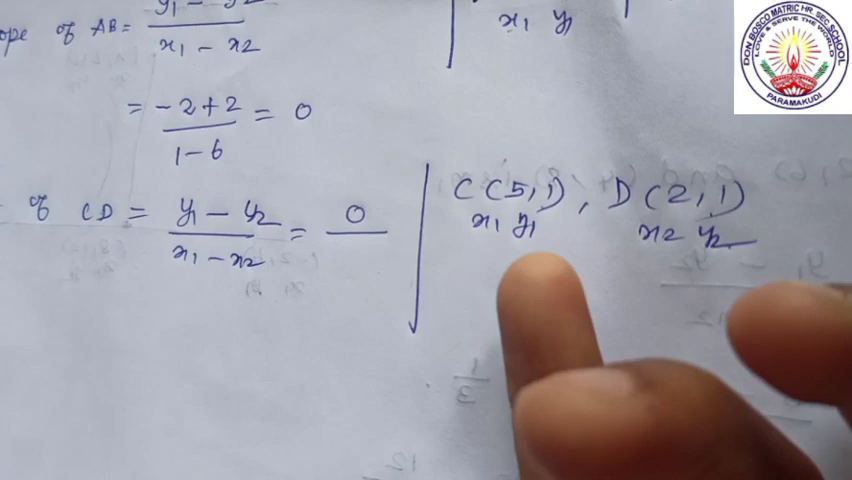 ope of AB = y1 - y2 / x1 - x2
x1 y1
= -2+2 / 1-6 = 0
of CD = y1 - y2 / x1 - x2 = 0
C (5,1), D (2,1)
x1 y1 x2 y2
DON BOSCO MATRIC HR. SEC. SCHOOL
LOVE & SERVE THE WORLD
PARAMAKUDI